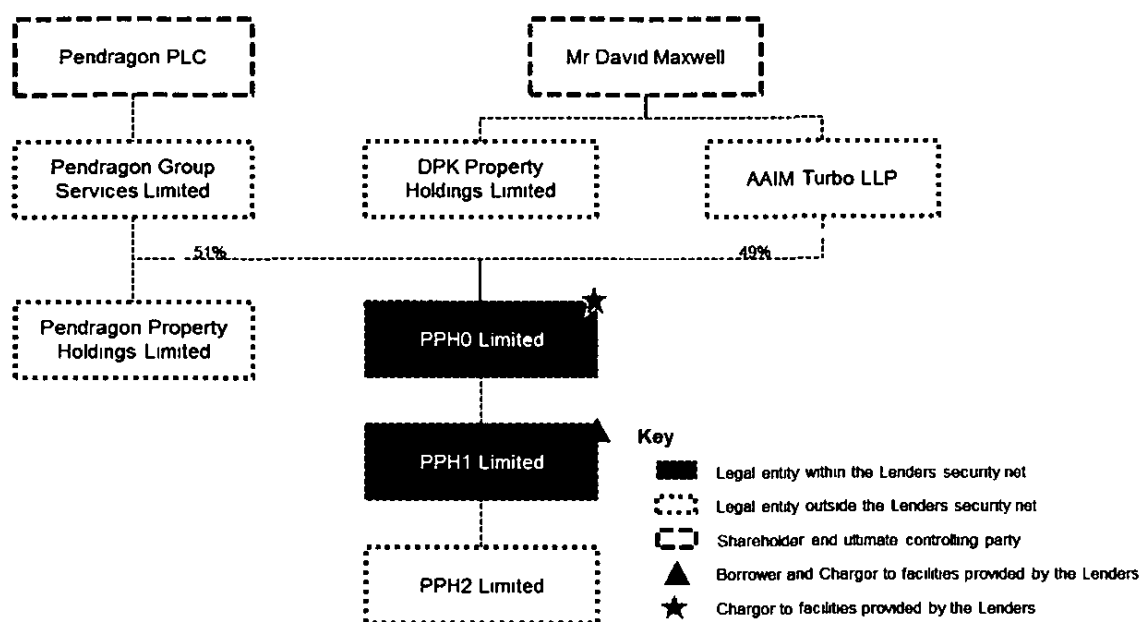 Pendragon PLC
Mr David Maxwell
Pendragon Group
Services Limited
DPK Property
Holdings Limited
AAIM Turbo LLP
51%
49%
Pendragon Property
Holdings Limited
PPH0 Limited
PPH1 Limited
PPH2 Limited
Key
Legal entity within the Lenders security net
Legal entity outside the Lenders security net
Shareholder and ultimate controlling party
Borrower and Chargor to facilities provided by the Lenders
Chargor to facilities provided by the Lenders